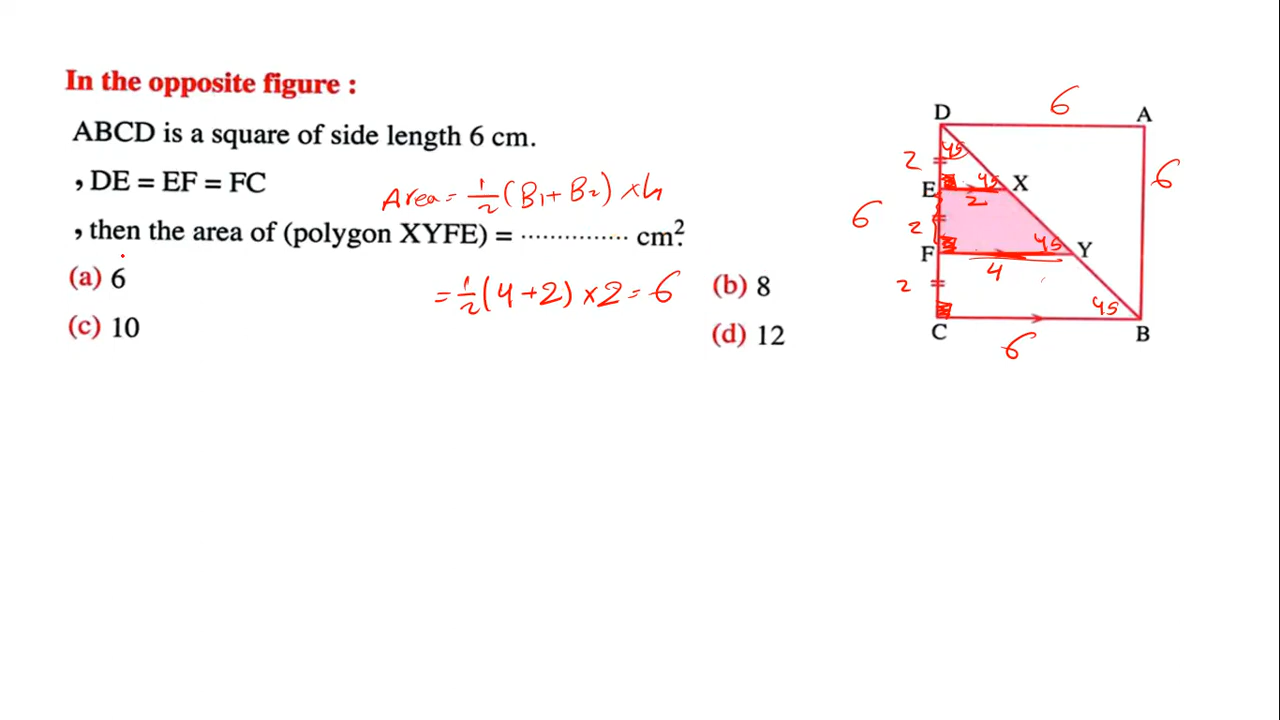 In the opposite figure :
ABCD is a square of side length 6 cm.
, DE = EF = FC
Area = 1/2 (B1 + B2) × h
, then the area of (polygon XYFE) = ............... cm².
(a) 6
= 1/2 (4 + 2) × 2 = 6
(b) 8
(c) 10
(d) 12
6
D
A
45
2
E
45
X
2
6
6
2
F
45
Y
4
2
45
C
B
6